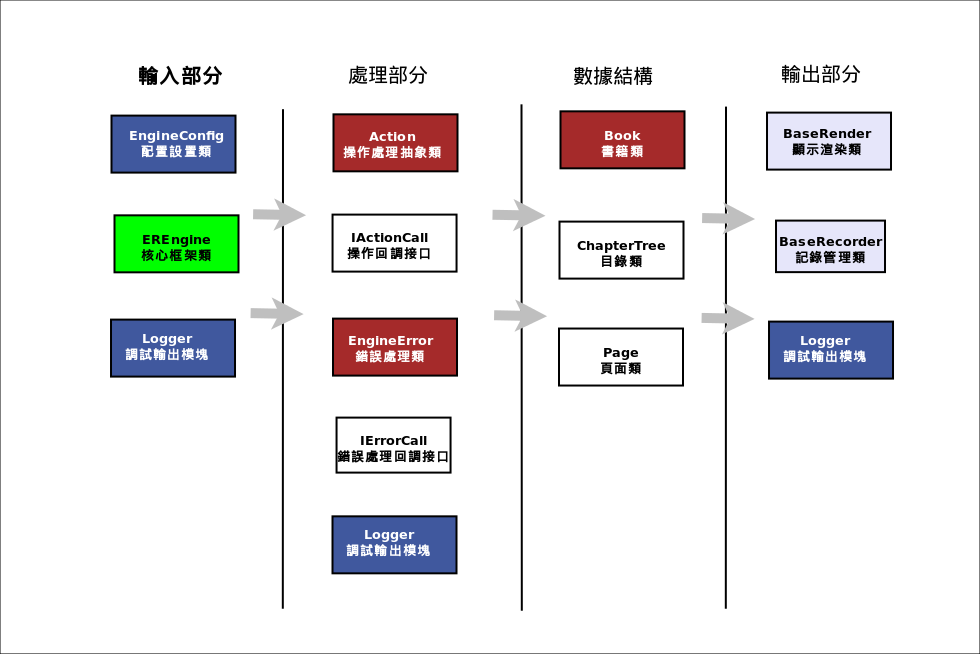 輸入部分
EngineConfig
配置設置類
EREngine
核心框架類
Logger
調試輸出模塊
處理部分
Action
操作處理抽象類
IActionCall
操作回調接口
EngineError
錯誤處理類
IErrorCall
錯誤處理回調接口
Logger
調試輸出模塊
數據結構
Book
書籍類
ChapterTree
目錄類
Page
頁面類
輸出部分
BaseRender
顯示渲染類
BaseRecorder
記錄管理類
Logger
調試輸出模塊